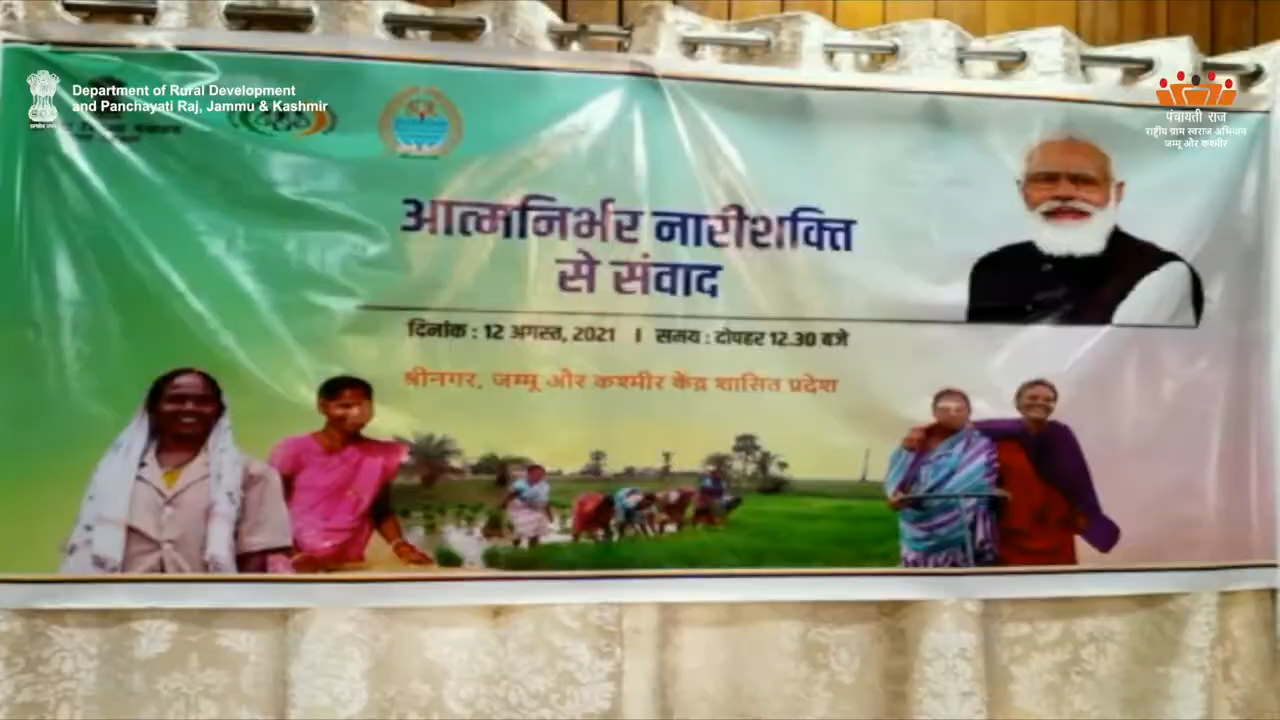 Department of Rural Development
and Panchayati Raj, Jammu & Kashmir
पंचायती राज
राष्ट्रीय ग्राम स्वराज अभियान
जम्मू और कश्मीर
आत्मनिर्भर नारीशक्ति
से संवाद
दिनांक : 12 अगस्त, 2021 | समय : दोपहर 12.30 बजे
श्रीनगर, जम्मू और कश्मीर केंद्र शासित प्रदेश